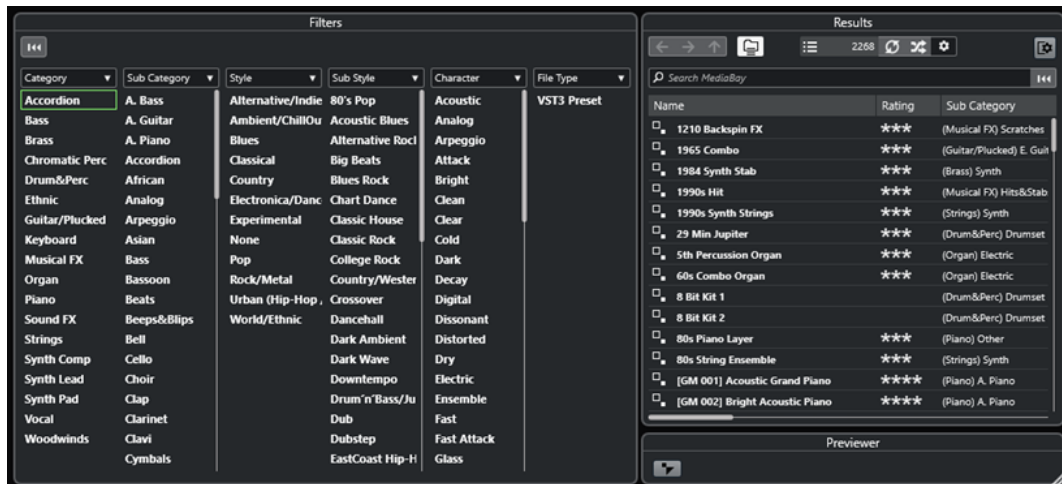 Filters
Category
Sub Category
Style
Sub Style
Character
File Type
Accordion
Bass
Brass
Chromatic Perc
Drum&Perc
Ethnic
Guitar/Plucked
Keyboard
Musical FX
Organ
Piano
Sound FX
Strings
Synth Comp
Synth Lead
Synth Pad
Vocal
Woodwinds
A. Bass
A. Guitar
A. Piano
Accordion
African
Analog
Arpeggio
Asian
Bass
Bassoon
Beats
Beeps&Blips
Bell
Cello
Choir
Clap
Clarinet
Clavi
Cymbals
Alternative/Indie
Ambient/ChillOu
Blues
Classical
Country
Electronica/Danc
Experimental
None
Pop
Rock/Metal
Urban (Hip-Hop /
World/Ethnic
80's Pop
Acoustic Blues
Alternative Rocl
Big Beats
Blues Rock
Chart Dance
Classic House
Classic Rock
College Rock
Country/Wester
Crossover
Dancehall
Dark Ambient
Dark Wave
Downtempo
Drum´n´Bass/Ju
Dub
Dubstep
EastCoast Hip-H
Acoustic
Analog
Arpeggio
Attack
Bright
Clean
Clear
Cold
Dark
Decay
Digital
Dissonant
Distorted
Dry
Electric
Ensemble
Fast
Fast Attack
Glass
VST3 Preset
Results
2268
Search MediaBay
Name Rating Sub Category
1210 Backspin FX *** (Musical FX) Scratches
1965 Combo *** (Guitar/Plucked) E. Guit
1984 Synth Stab *** (Brass) Synth
1990s Hit *** (Musical FX) Hits&Stab
1990s Synth Strings *** (Strings) Synth
29 Min Jupiter *** (Drum&Perc) Drumset
5th Percussion Organ *** (Organ) Electric
60s Combo Organ *** (Organ) Electric
8 Bit Kit 1 (Drum&Perc) Drumset
8 Bit Kit 2 (Drum&Perc) Drumset
80s Piano Layer *** (Piano) Other
80s String Ensemble *** (Strings) Synth
[GM 001] Acoustic Grand Piano **** (Piano) A. Piano
[GM 002] Bright Acoustic Piano **** (Piano) A. Piano
Previewer